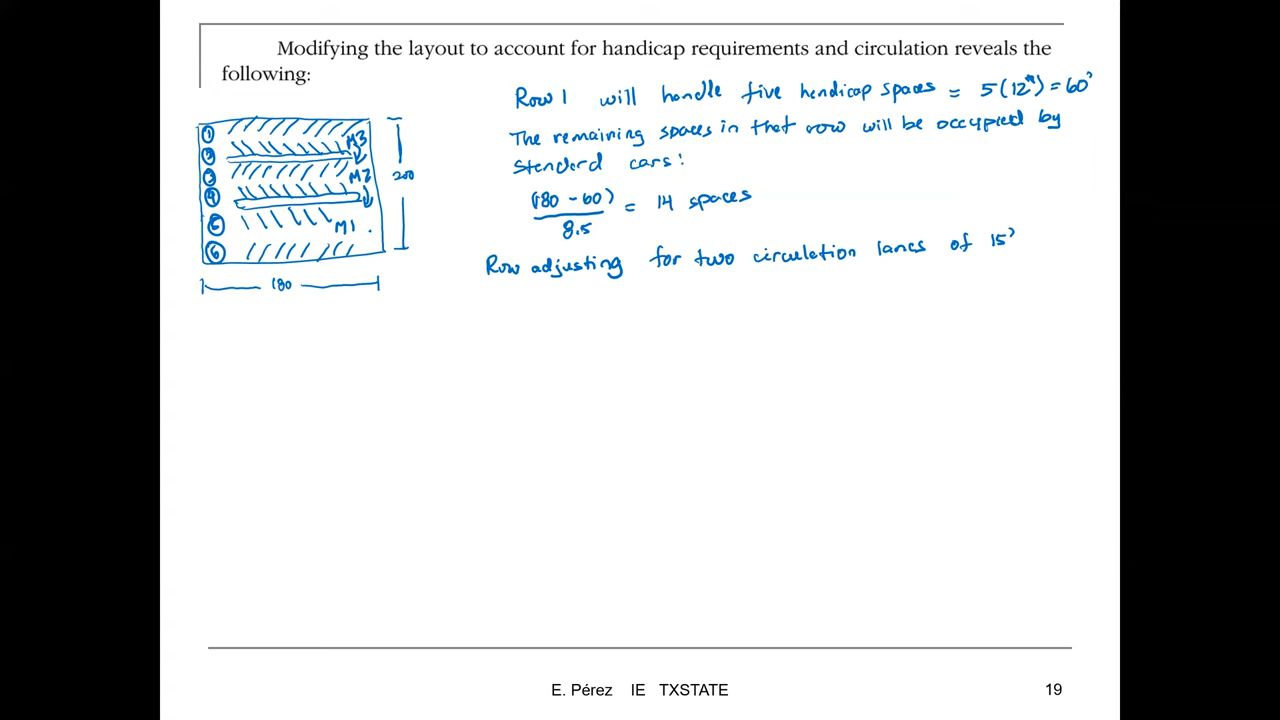 Modifying the layout to account for handicap requirements and circulation reveals the
following:
Row 1 will handle five handicap spaces = 5(12") = 60'
The remaining spaces in that row will be occupied by
standard cars:
(180 - 60)
8.5
= 14 spaces
Row adjusting for two circulation lanes of 15'
1
2
3
4
5
6
M3
M2
M1
200
180
E. Pérez IE TXSTATE
19